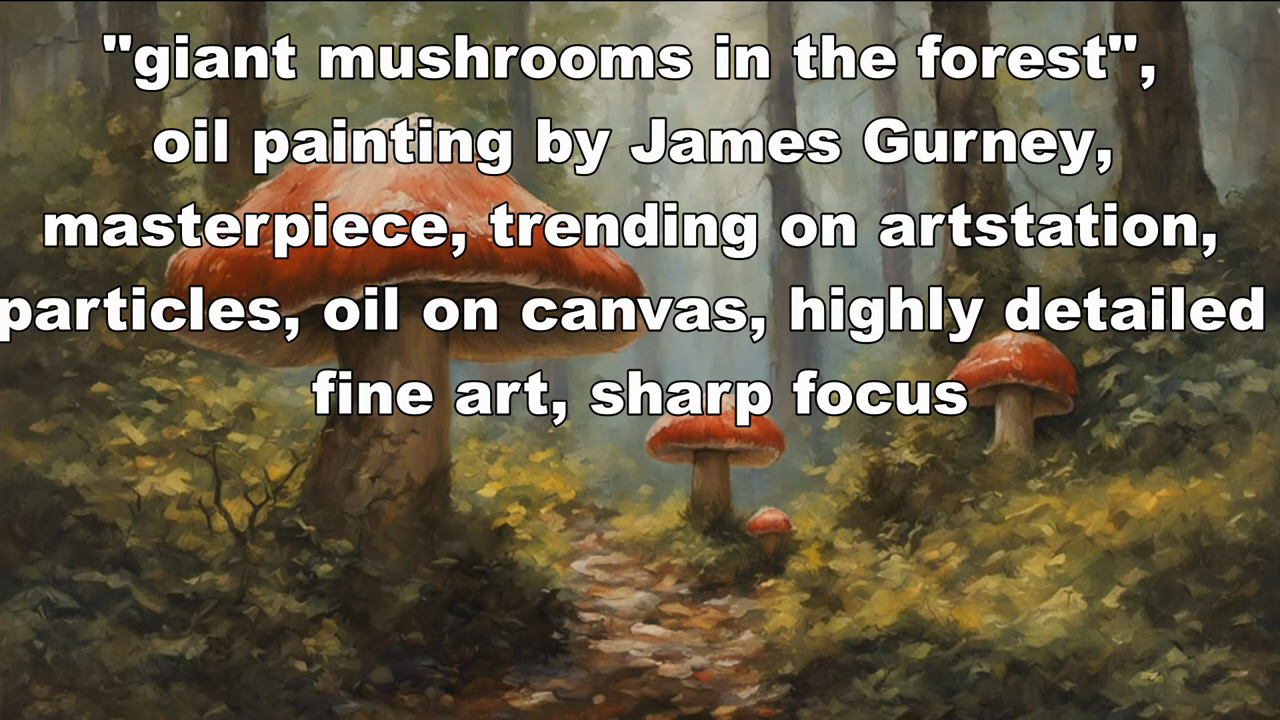 "giant mushrooms in the forest",
oil painting by James Gurney,
masterpiece, trending on artstation,
particles, oil on canvas, highly detailed
fine art, sharp focus